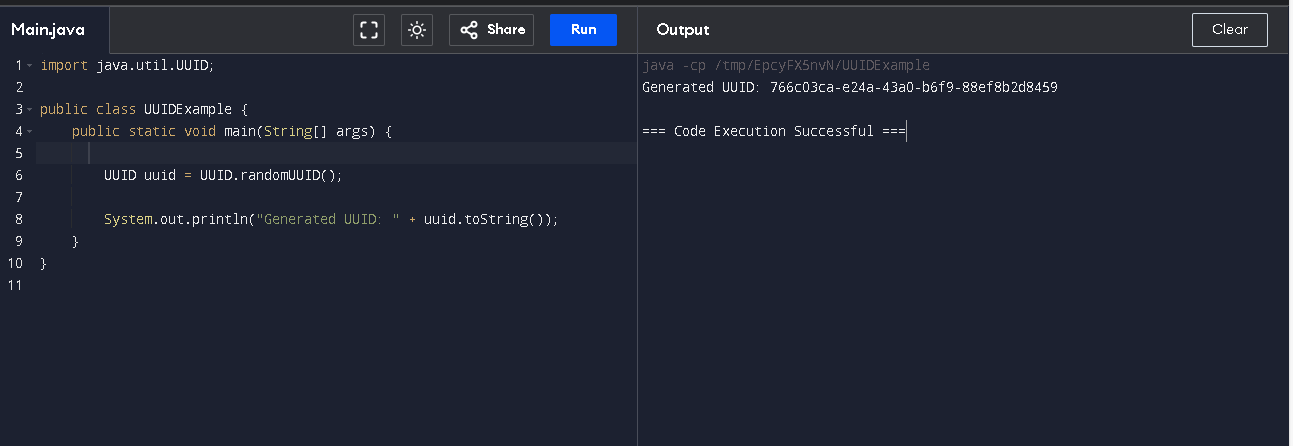 Main.java
Share
Run
Output
Clear
1 import java.util.UUID;
2
3 public class UUIDExample {
4     public static void main(String[] args) {
5
6         UUID uuid = UUID.randomUUID();
7
8         System.out.println("Generated UUID: " + uuid.toString());
9     }
10 }
11
java -cp /tmp/EpcyFX5nvN/UUIDExample
Generated UUID: 766c03ca-e24a-43a0-b6f9-88ef8b2d8459
=== Code Execution Successful ===